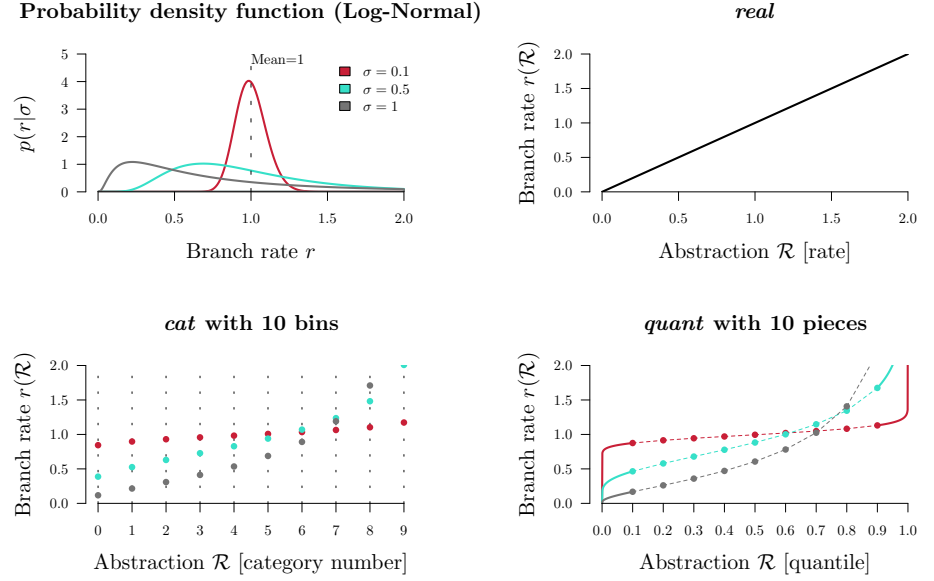 Probability density function (Log-Normal)
5
4
3
2
1
0
p(r|σ)
Mean=1
σ = 0.1
σ = 0.5
σ = 1
0.0 0.5 1.0 1.5 2.0
Branch rate r
real
2.0
1.5
1.0
0.5
0.0
Branch rate r(ℛ)
0.0 0.5 1.0 1.5 2.0
Abstraction ℛ [rate]
cat with 10 bins
2.0
1.5
1.0
0.5
0.0
Branch rate r(ℛ)
0 1 2 3 4 5 6 7 8 9
Abstraction ℛ [category number]
quant with 10 pieces
2.0
1.5
1.0
0.5
0.0
Branch rate r(ℛ)
0.0 0.1 0.2 0.3 0.4 0.5 0.6 0.7 0.8 0.9 1.0
Abstraction ℛ [quantile]